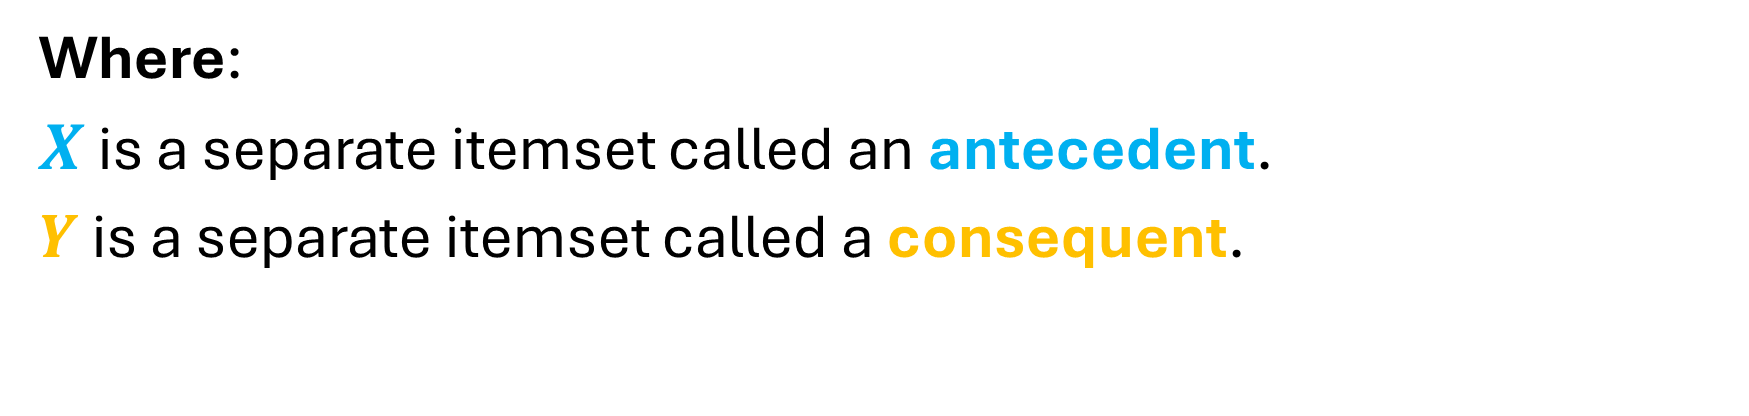 Where:
X is a separate itemset called an antecedent.
Y is a separate itemset called a consequent.